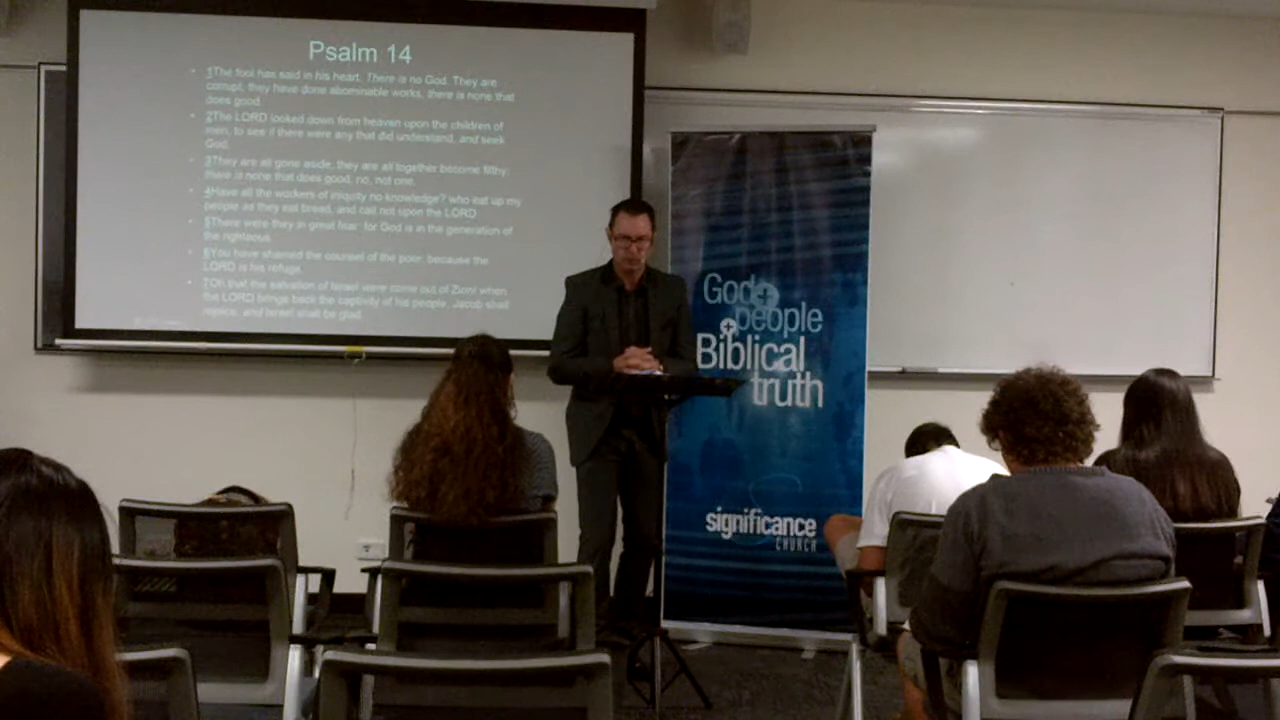 Psalm 14
1The fool has said in his heart, There is no God. They are
corrupt, they have done abominable works, there is none that
does good.
2The LORD looked down from heaven upon the children of
men, to see if there were any that did understand, and seek
God.
3They are all gone aside, they are all together become filthy:
there is none that does good, no, not one.
4Have all the workers of iniquity no knowledge? who eat up my
people as they eat bread, and call not upon the LORD
5There were they in great fear: for God is in the generation of
the righteous.
6You have shamed the counsel of the poor, because the
LORD is his refuge.
7Oh that the salvation of Israel were come out of Zion! when
the LORD brings back the captivity of his people, Jacob shall
rejoice, and Israel shall be glad.
God+
people
+
Biblical
truth
significance
CHURCH